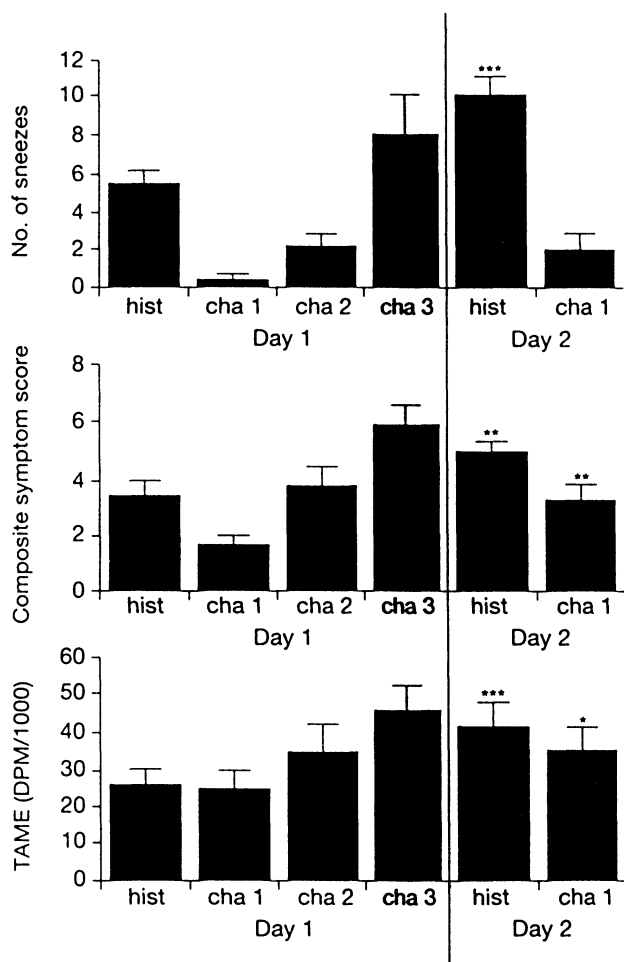 No. of sneezes
12
10
8
6
4
2
0
***
hist cha 1 cha 2 cha 3 hist cha 1
Day 1 Day 2
Composite symptom score
8
6
4
2
0
**
**
hist cha 1 cha 2 cha 3 hist cha 1
Day 1 Day 2
TAME (DPM/1000)
60
50
40
30
20
10
0
***
*
hist cha 1 cha 2 cha 3 hist cha 1
Day 1 Day 2